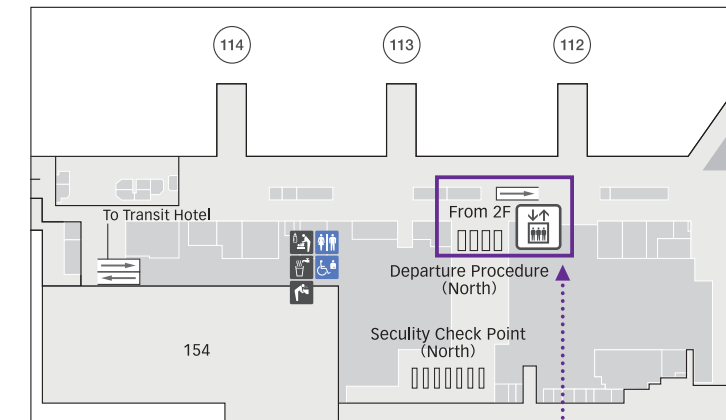 114
113
112
From 2F
To Transit Hotel
Departure Procedure
(North)
Seculity Check Point
(North)
154